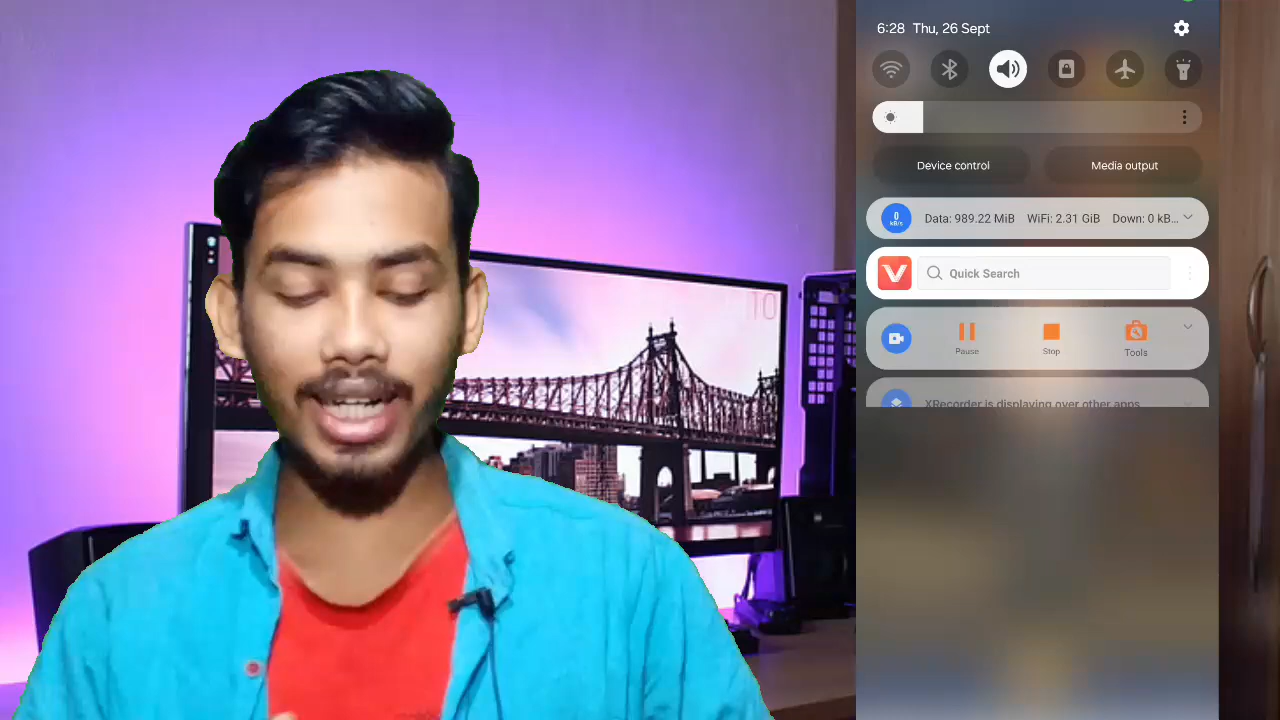 6:28 Thu, 26 Sept
Device control
Media output
0 kB/s
Data: 989.22 MiB WiFi: 2.31 GiB Down: 0 kB...
Quick Search
Pause
Stop
Tools
XRecorder is displaying over other apps
10